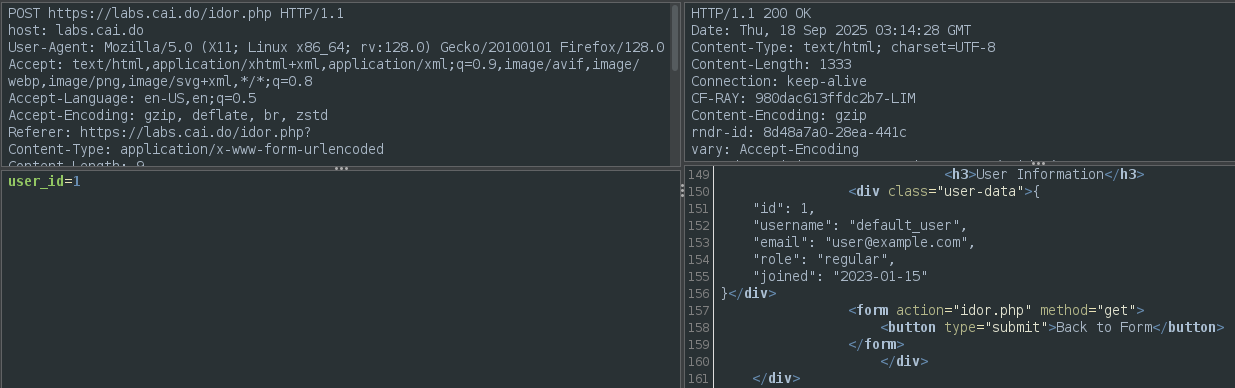 POST https://labs.cai.do/idor.php HTTP/1.1
host: labs.cai.do
User-Agent: Mozilla/5.0 (X11; Linux x86_64; rv:128.0) Gecko/20100101 Firefox/128.0
Accept: text/html,application/xhtml+xml,application/xml;q=0.9,image/avif,image/
webp,image/png,image/svg+xml,*/*;q=0.8
Accept-Language: en-US,en;q=0.5
Accept-Encoding: gzip, deflate, br, zstd
Referer: https://labs.cai.do/idor.php?
Content-Type: application/x-www-form-urlencoded
Content-Length: 9
user_id=1
HTTP/1.1 200 OK
Date: Thu, 18 Sep 2025 03:14:28 GMT
Content-Type: text/html; charset=UTF-8
Content-Length: 1333
Connection: keep-alive
CF-RAY: 980dac613ffdc2b7-LIM
Content-Encoding: gzip
rndr-id: 8d48a7a0-28ea-441c
vary: Accept-Encoding
149 <h3>User Information</h3>
150 <div class="user-data">{
151 "id": 1,
152 "username": "default_user",
153 "email": "user@example.com",
154 "role": "regular",
155 "joined": "2023-01-15"
156 }</div>
157 <form action="idor.php" method="get">
158 <button type="submit">Back to Form</button>
159 </form>
160 </div>
161 </div>